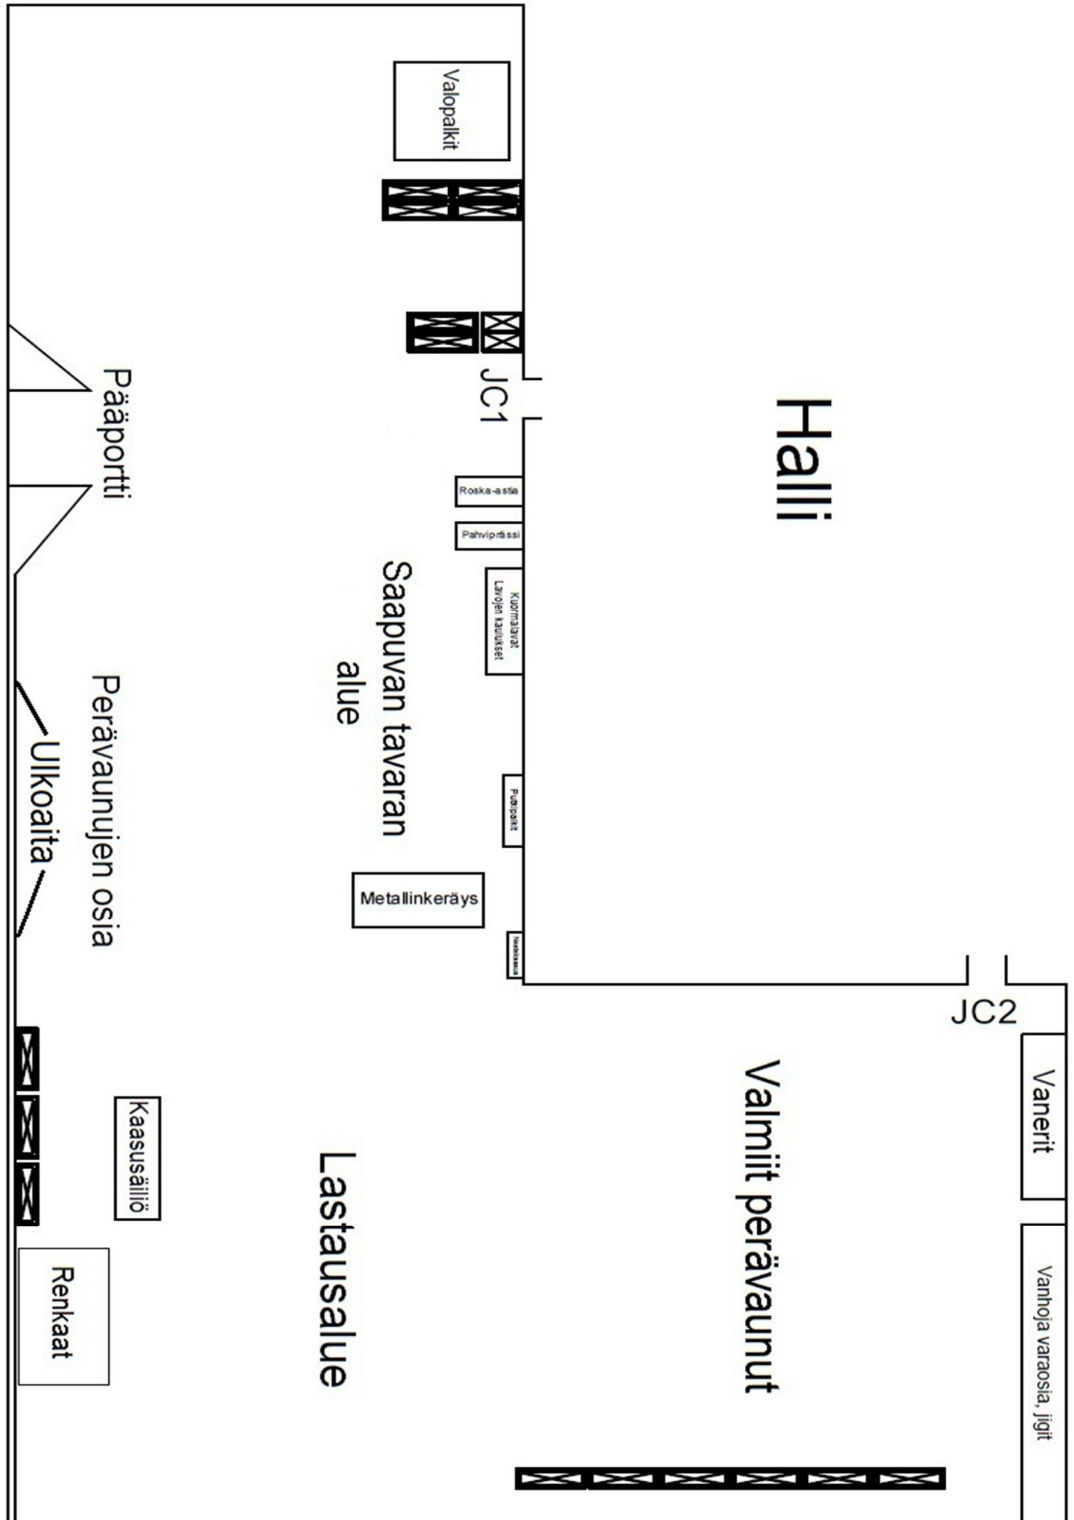 Valopalkit
JC1
Halli
Pääportti
Roska-astia
Pahviprässi
Kuormalavat
Lavojen kaulukset
Saapuvan tavaran
alue
Perävaunujen osia
Ulkoaita
Putkipalkit
Metallinkeräys
JC2
Vanerit
Valmiit perävaunut
Kaasusäiliö
Lastausalue
Renkaat
Vanhoja varaosia, jigit